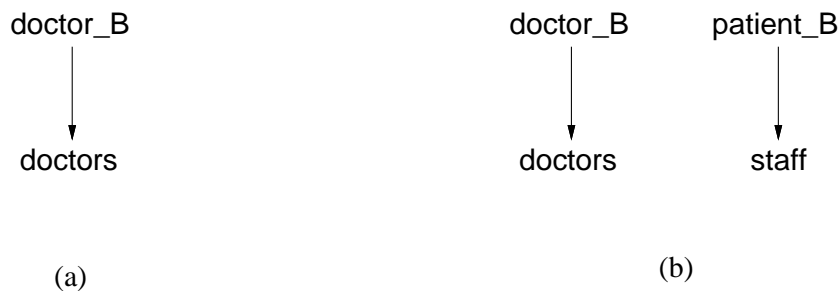 doctor_B
doctors
(a)
doctor_B patient_B
doctors staff
(b)